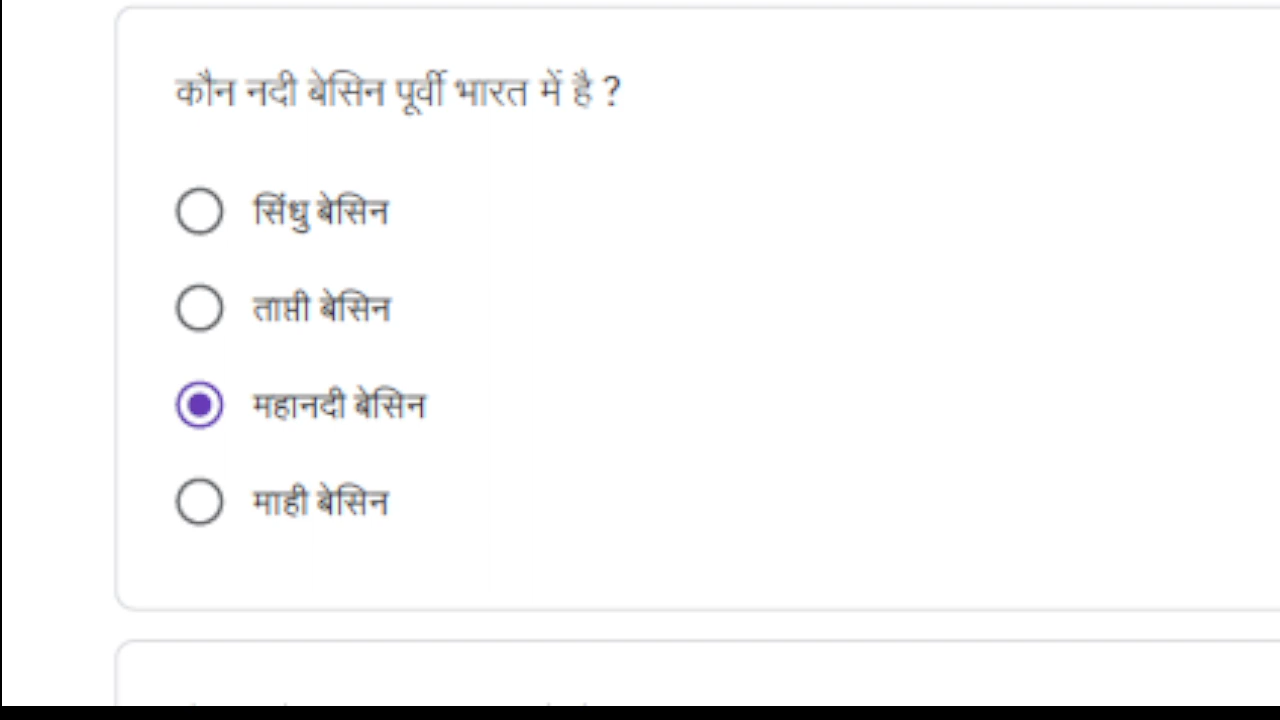 कौन नदी बेसिन पूर्वी भारत में है ?
सिंधु बेसिन
ताप्ती बेसिन
महानदी बेसिन
माही बेसिन